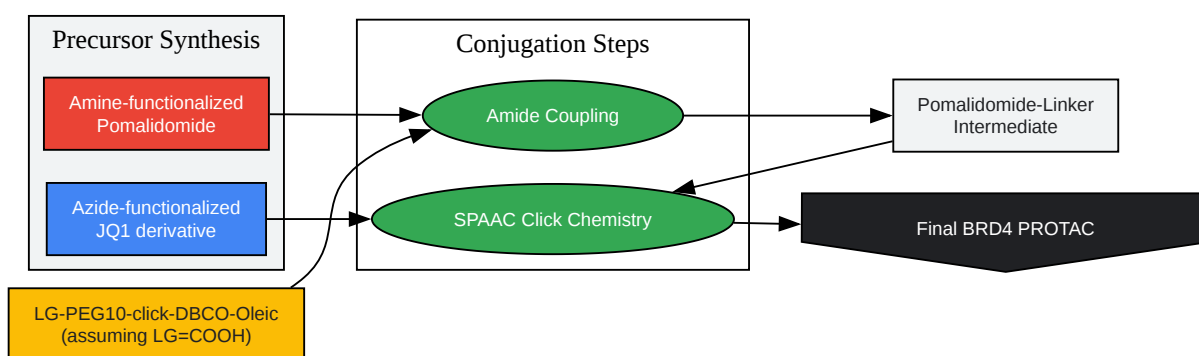 Precursor Synthesis
Amine-functionalized
Pomalidomide
Azide-functionalized
JQ1 derivative
LG-PEG10-click-DBCO-Oleic
(assuming LG=COOH)
Conjugation Steps
Amide Coupling
SPAAC Click Chemistry
Pomalidomide-Linker
Intermediate
Final BRD4 PROTAC